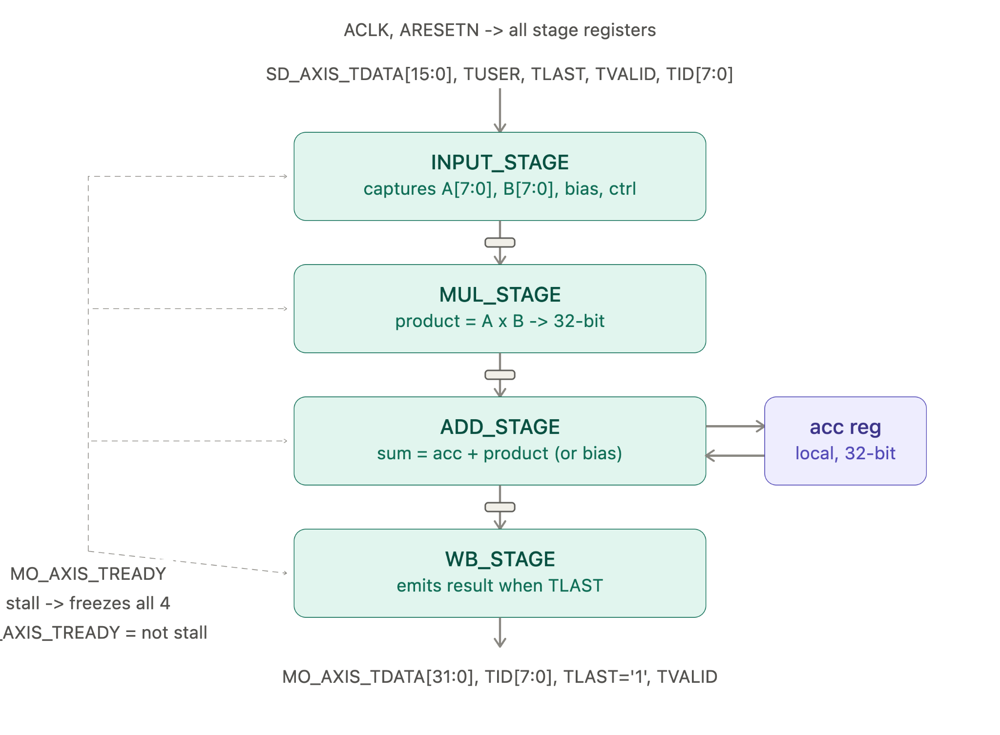 ACLK, ARESETN -> all stage registers
SD_AXIS_TDATA[15:0], TUSER, TLAST, TVALID, TID[7:0]
INPUT_STAGE
captures A[7:0], B[7:0], bias, ctrl
MUL_STAGE
product = A x B -> 32-bit
ADD_STAGE
sum = acc + product (or bias)
acc reg
local, 32-bit
WB_STAGE
emits result when TLAST
MO_AXIS_TREADY
stall -> freezes all 4
_AXIS_TREADY = not stall
MO_AXIS_TDATA[31:0], TID[7:0], TLAST='1', TVALID